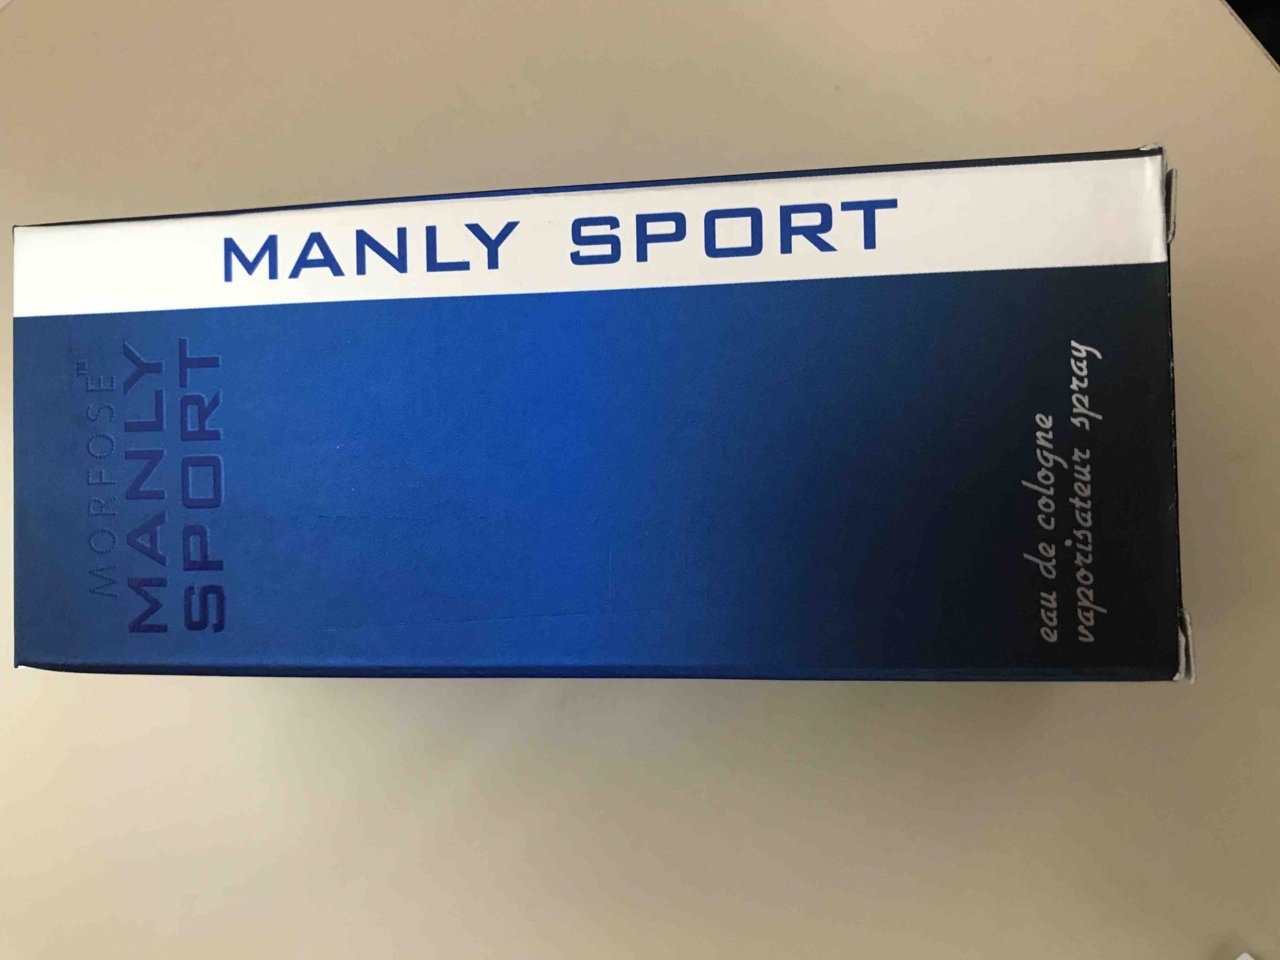 MANLY SPORT
MORFOSE™
MANLY
SPORT
eau de cologne
vaporisateur spray